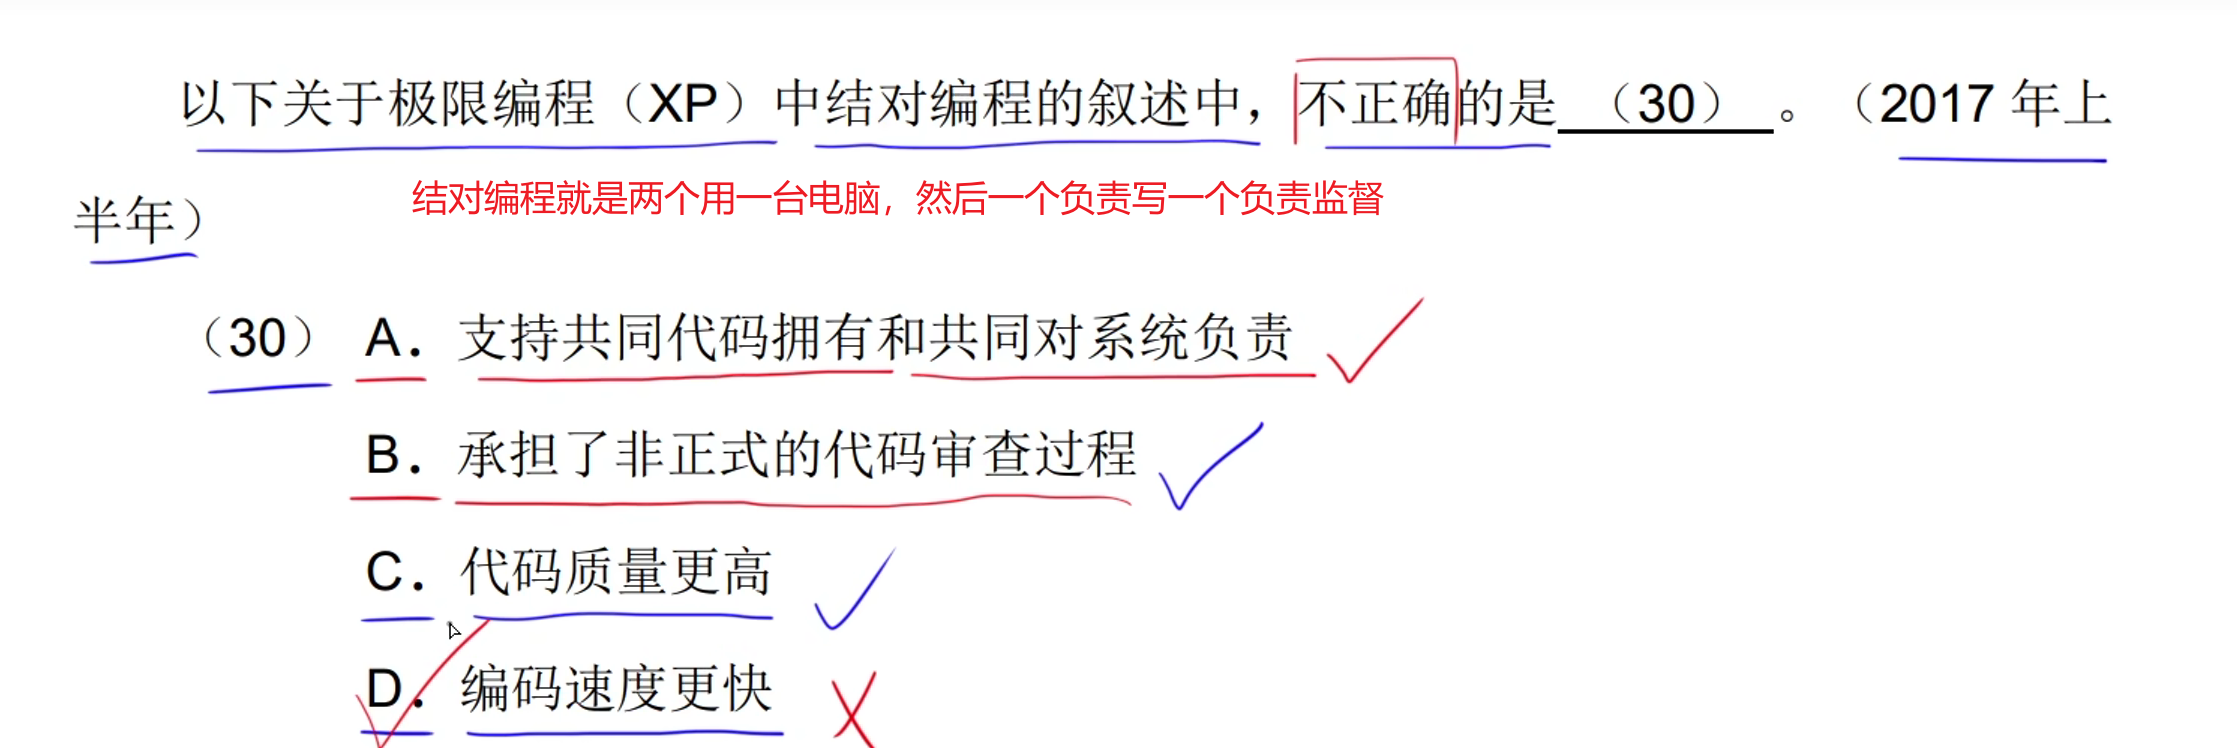 以下关于极限编程（XP）中结对编程的叙述中，不正确的是 （30） 。（2017 年上
结对编程就是两个用一台电脑，然后一个负责写一个负责监督
半年）
（30） A．支持共同代码拥有和共同对系统负责
B．承担了非正式的代码审查过程
C．代码质量更高
D．编码速度更快